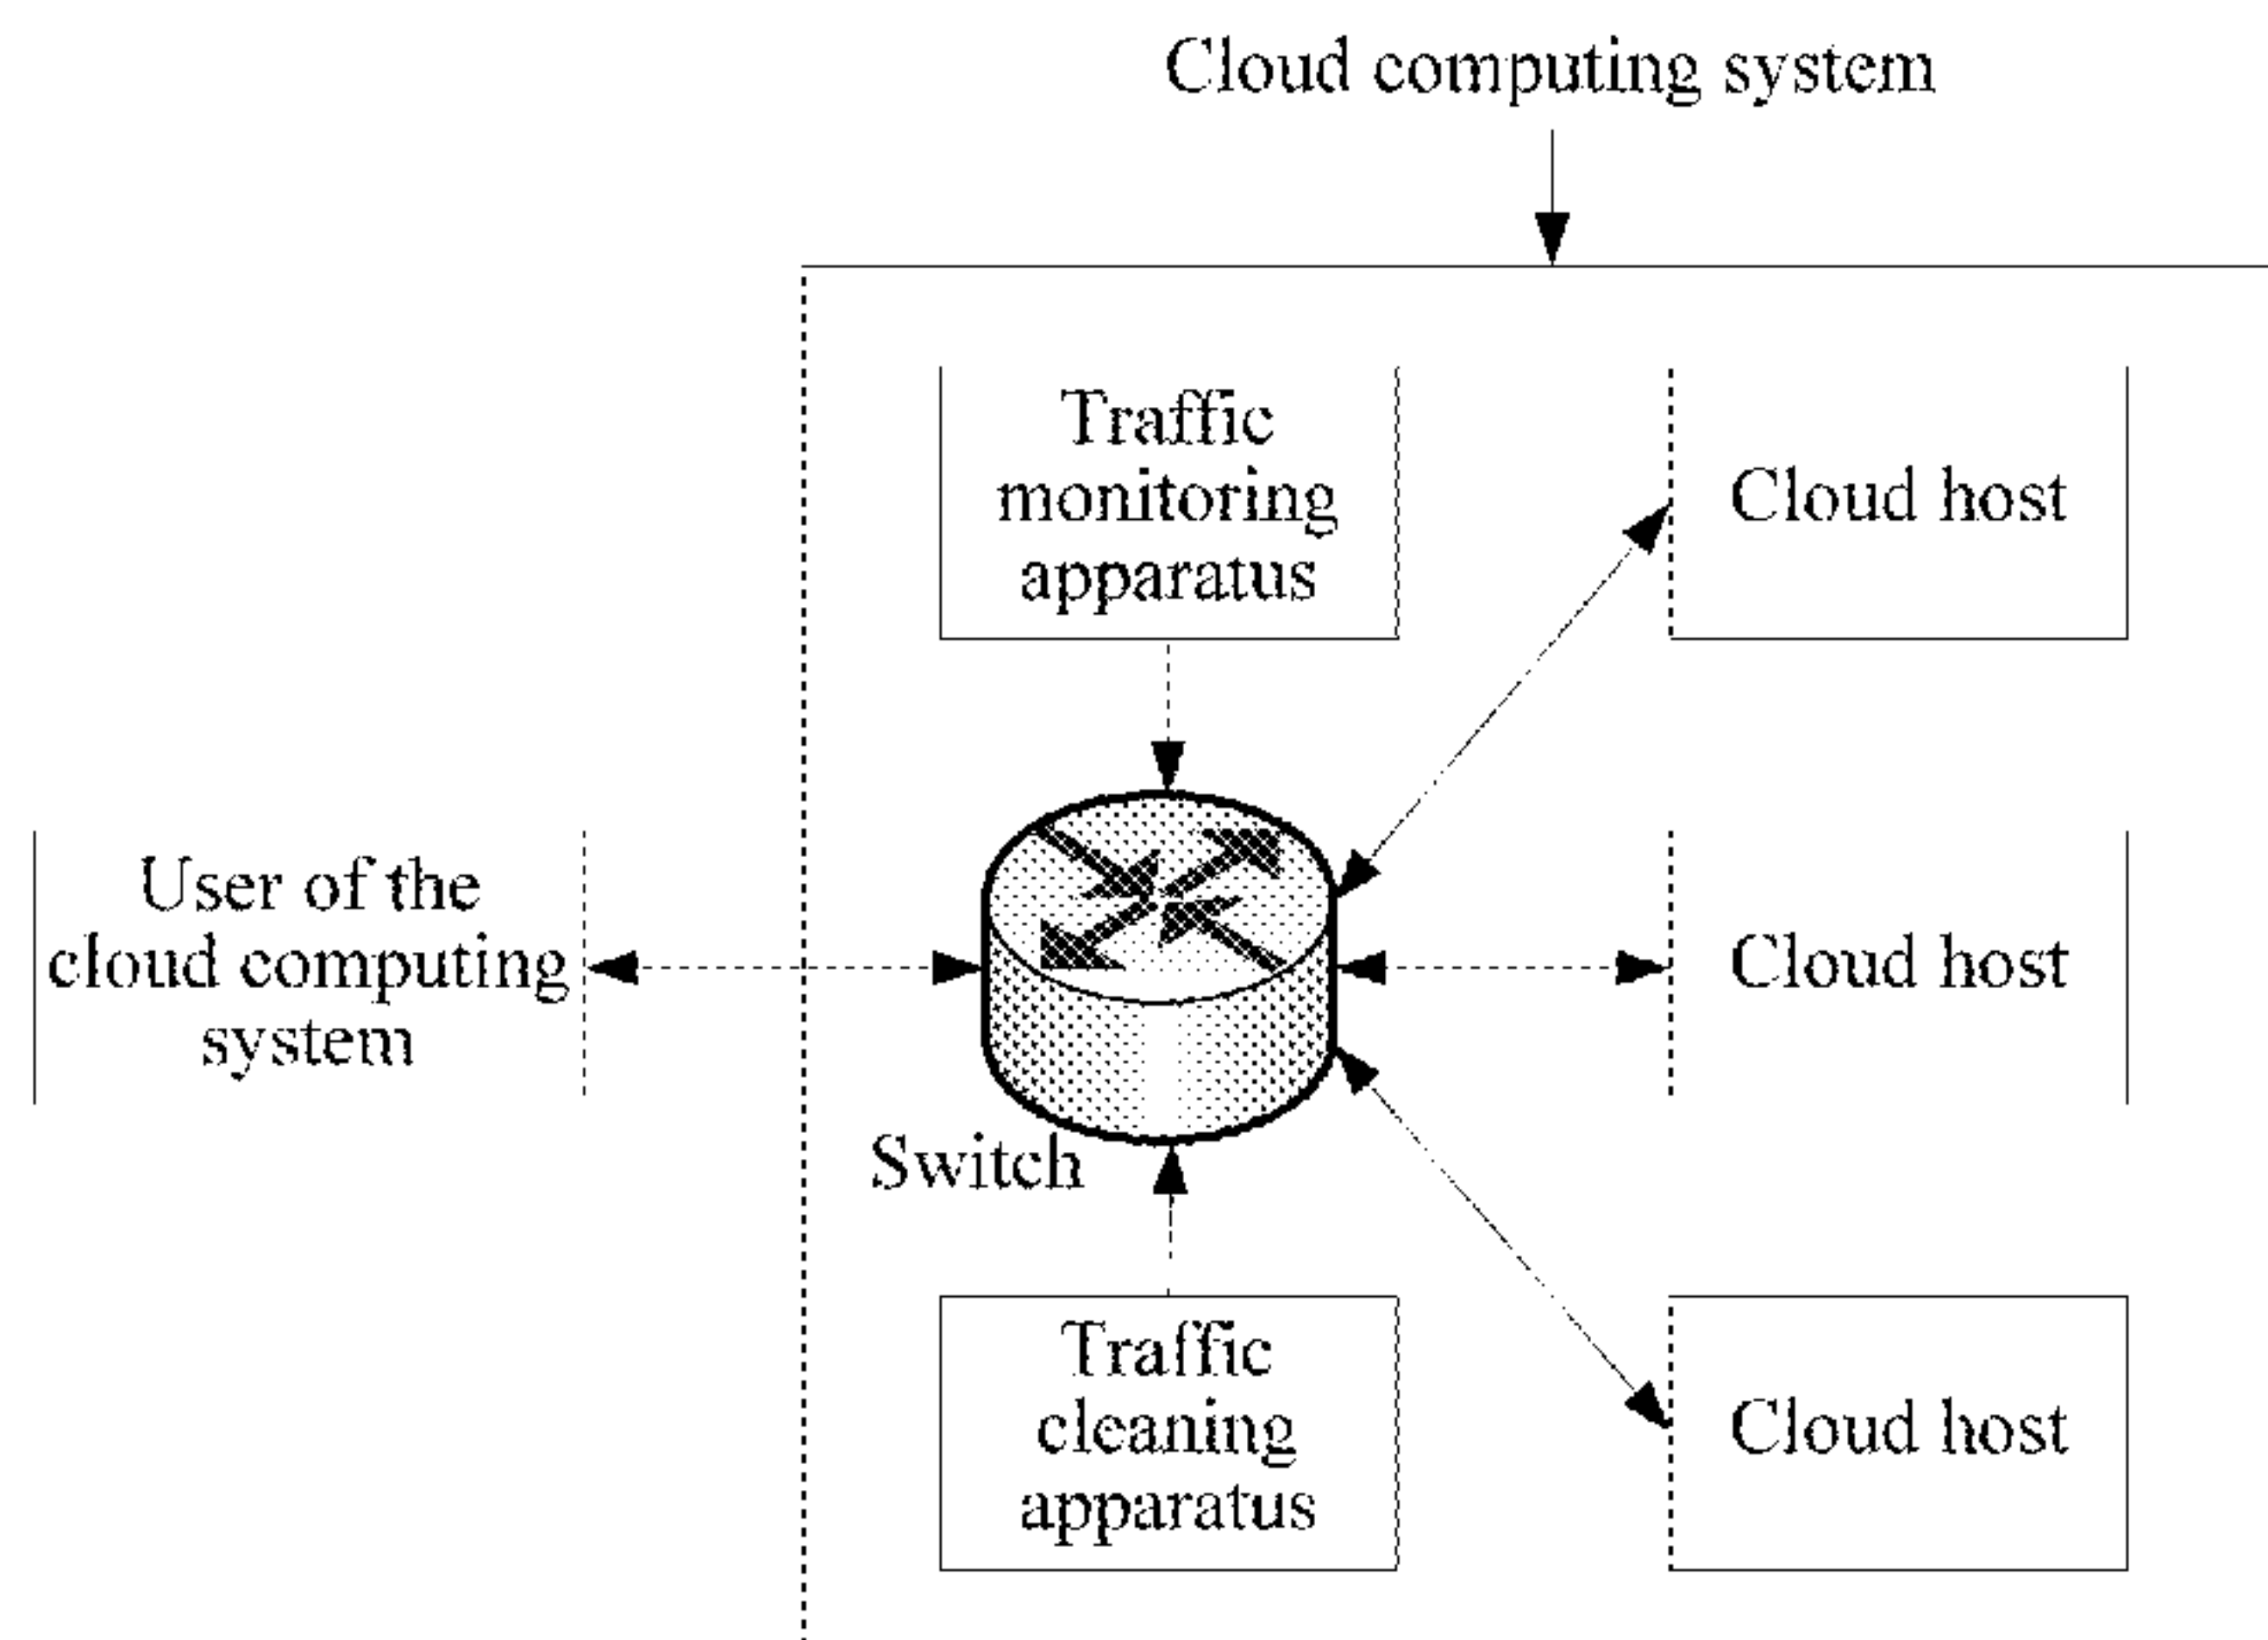 Cloud computing system
Traffic
monitoring
apparatus
Cloud host
User of the
cloud computing
system
Cloud host
Switch
Traffic
cleaning
apparatus
Cloud host